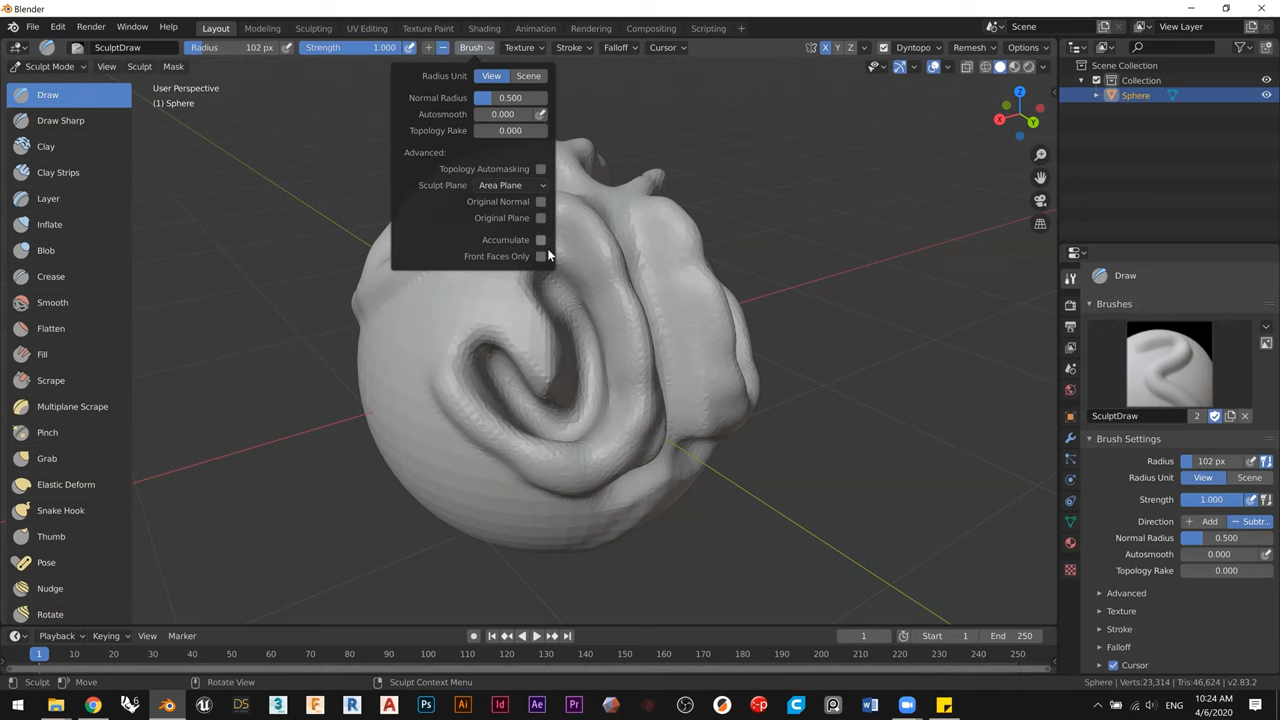 Blender
File Edit Render Window Help Layout Modeling Sculpting UV Editing Texture Paint Shading Animation Rendering Compositing Scripting Scene View Layer
SculptDraw Radius 102 px Strength 1.000 Brush Texture Stroke Falloff Cursor X Y Z Dyntopo Remesh Options
Sculpt Mode View Sculpt Mask
Scene Collection
Collection
Sphere
User Perspective
(1) Sphere
Radius Unit View Scene
Normal Radius 0.500
Autosmooth 0.000
Topology Rake 0.000
Advanced:
Topology Automasking
Sculpt Plane Area Plane
Original Normal
Original Plane
Accumulate
Front Faces Only
Draw
Draw Sharp
Clay
Clay Strips
Layer
Inflate
Blob
Crease
Smooth
Flatten
Fill
Scrape
Multiplane Scrape
Pinch
Grab
Elastic Deform
Snake Hook
Thumb
Pose
Nudge
Rotate
Z
X
Y
Draw
Brushes
SculptDraw 2
Brush Settings
Radius 102 px
Radius Unit View Scene
Strength 1.000
Direction + Add − Subtr...
Normal Radius 0.500
Autosmooth 0.000
Topology Rake 0.000
Advanced
Texture
Stroke
Falloff
Cursor
Playback Keying View Marker 1 Start 1 End 250
1 10 20 30 40 50 60 70 80 90 100 110 120 130 140 150 160 170 180 190 200 210 220 230 240 250
Sculpt Move Rotate View Sculpt Context Menu Sphere | Verts:23,314 | Tris:46,624 | v2.83.2
DS 3 F R A Ps Ai Id Ae Pr ENG 10:24 AM
4/6/2020